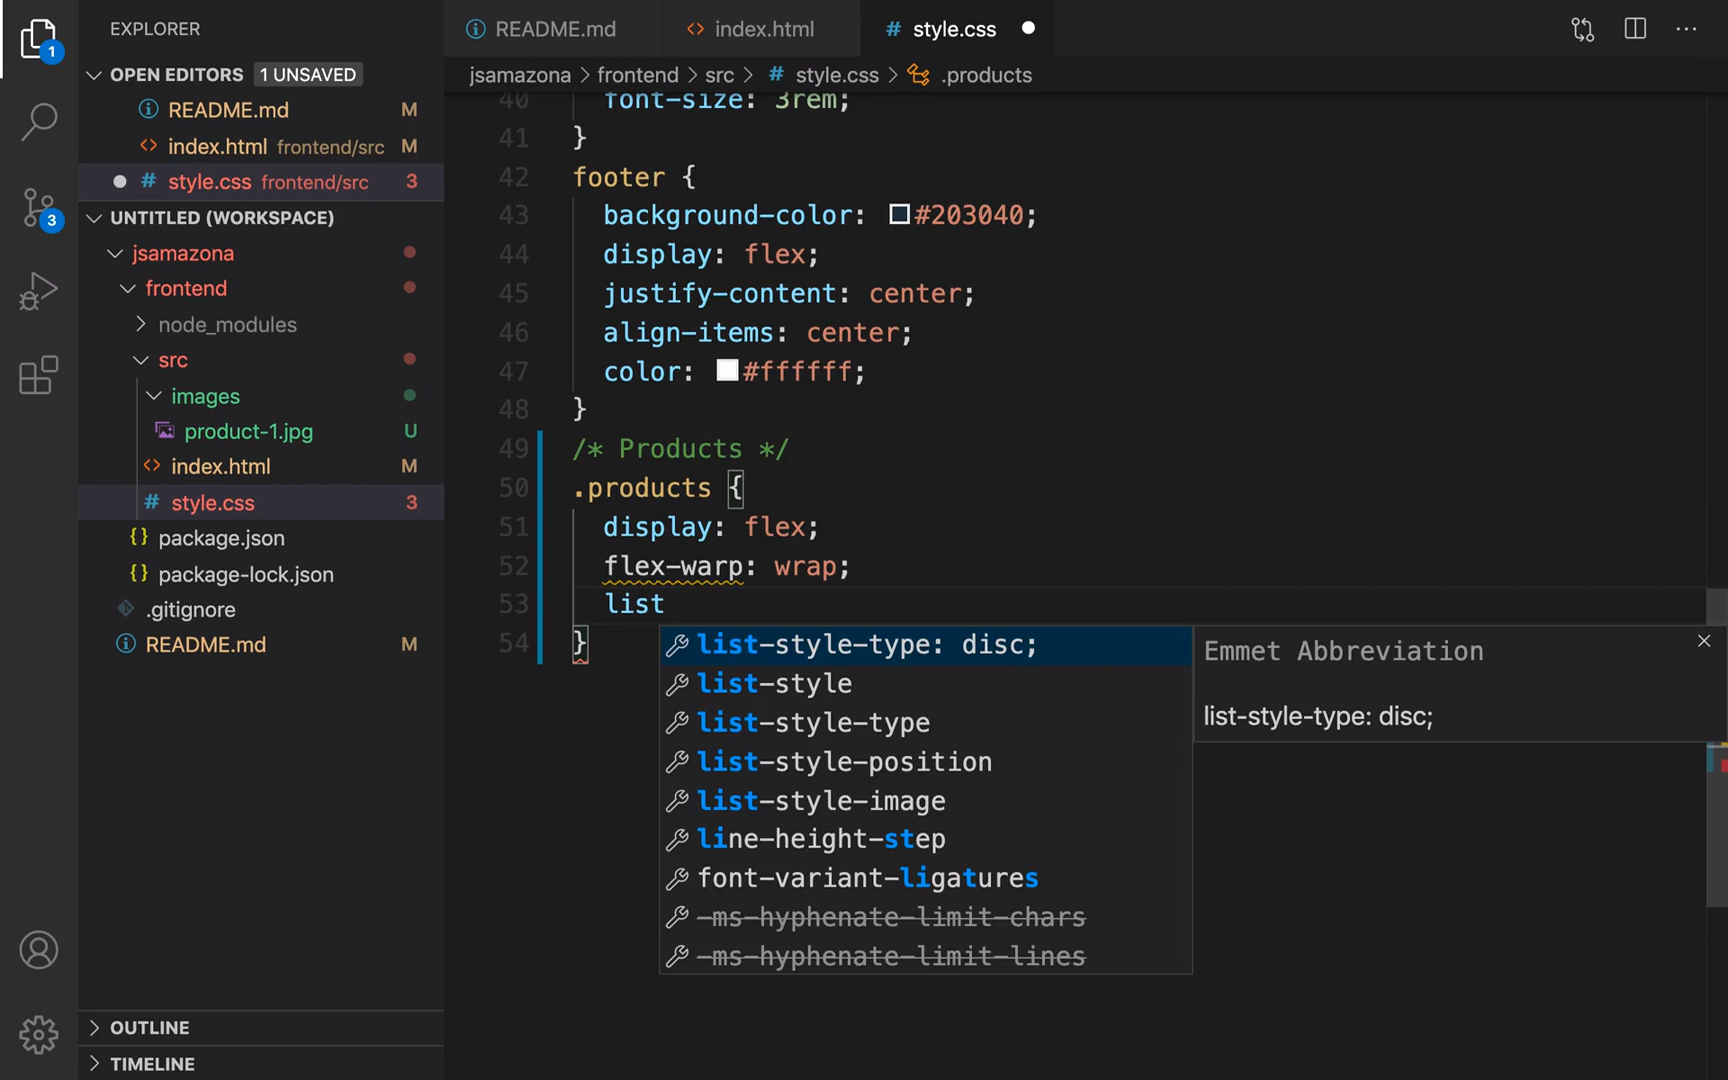 EXPLORER
OPEN EDITORS 1 UNSAVED
README.md M
index.html frontend/src M
# style.css frontend/src 3
UNTITLED (WORKSPACE)
jsamazona
frontend
node_modules
src
images
product-1.jpg U
<> index.html M
# style.css 3
{} package.json
{} package-lock.json
.gitignore
README.md M
OUTLINE
TIMELINE
1
3
README.md
<> index.html
# style.css
jsamazona > frontend > src > # style.css > .products
40 font-size: 3rem;
41 }
42 footer {
43 background-color: #203040;
44 display: flex;
45 justify-content: center;
46 align-items: center;
47 color: #ffffff;
48 }
49 /* Products */
50 .products {
51 display: flex;
52 flex-warp: wrap;
53 list
54 }
list-style-type: disc;
list-style
list-style-type
list-style-position
list-style-image
line-height-step
font-variant-ligatures
-ms-hyphenate-limit-chars
-ms-hyphenate-limit-lines
Emmet Abbreviation
list-style-type: disc;